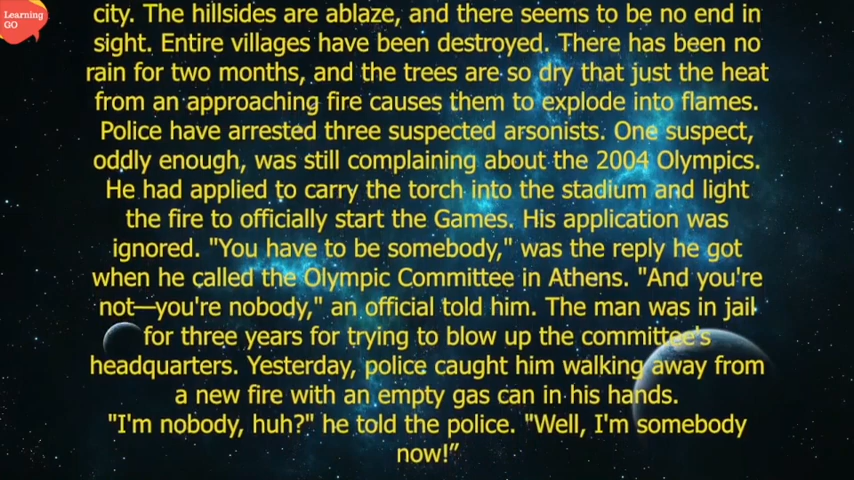 Learning
GO
city. The hillsides are ablaze, and there seems to be no end in
sight. Entire villages have been destroyed. There has been no
rain for two months, and the trees are so dry that just the heat
from an approaching fire causes them to explode into flames.
Police have arrested three suspected arsonists. One suspect,
oddly enough, was still complaining about the 2004 Olympics.
He had applied to carry the torch into the stadium and light
the fire to officially start the Games. His application was
ignored. "You have to be somebody," was the reply he got
when he called the Olympic Committee in Athens. "And you're
not—you're nobody," an official told him. The man was in jail
for three years for trying to blow up the committee's
headquarters. Yesterday, police caught him walking away from
a new fire with an empty gas can in his hands.
"I'm nobody, huh?" he told the police. "Well, I'm somebody
now!”